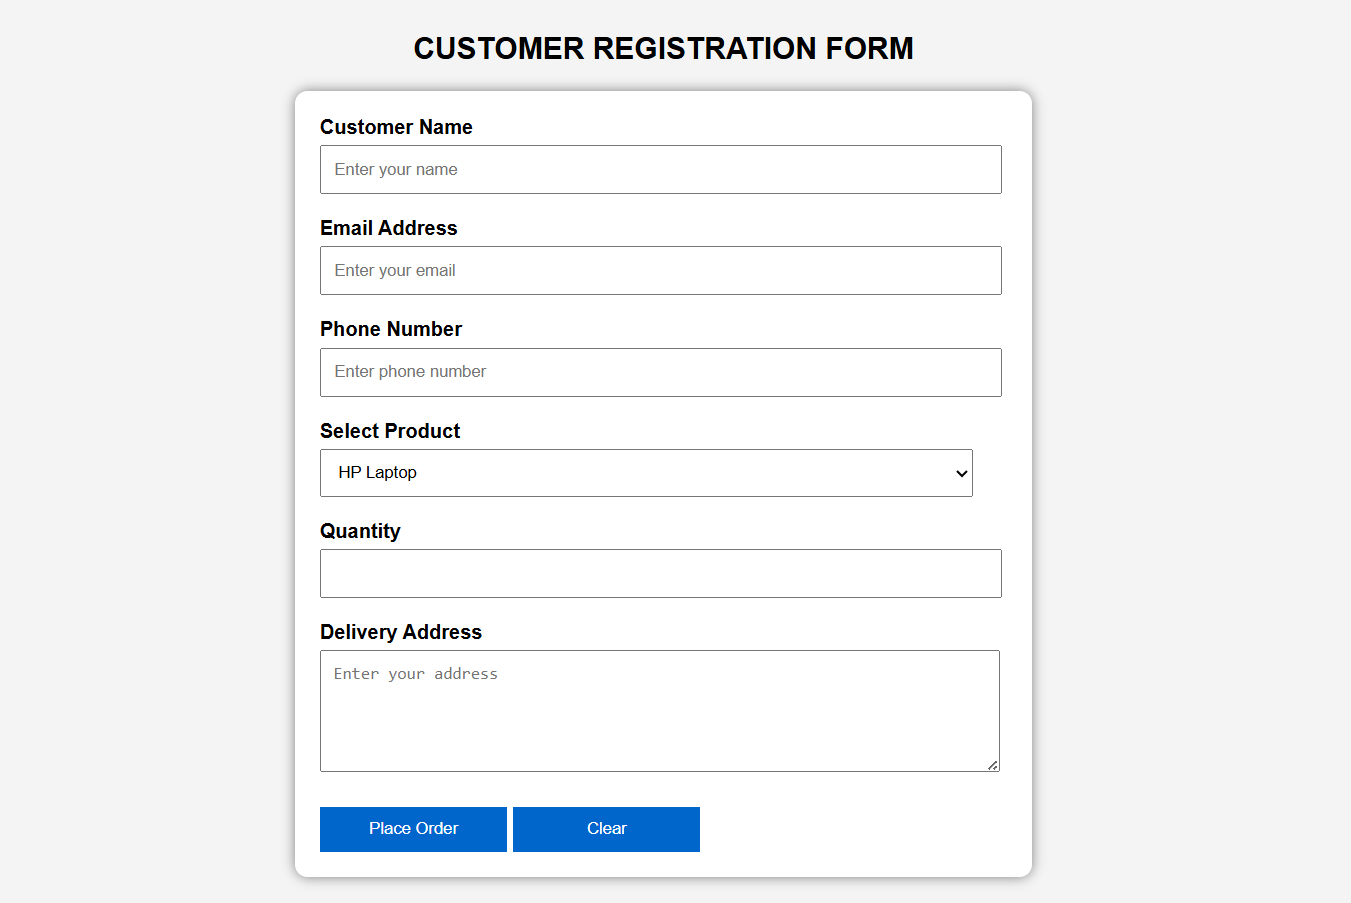 CUSTOMER REGISTRATION FORM
Customer Name
Enter your name
Email Address
Enter your email
Phone Number
Enter phone number
Select Product
HP Laptop
Quantity
Delivery Address
Enter your address
Place Order
Clear